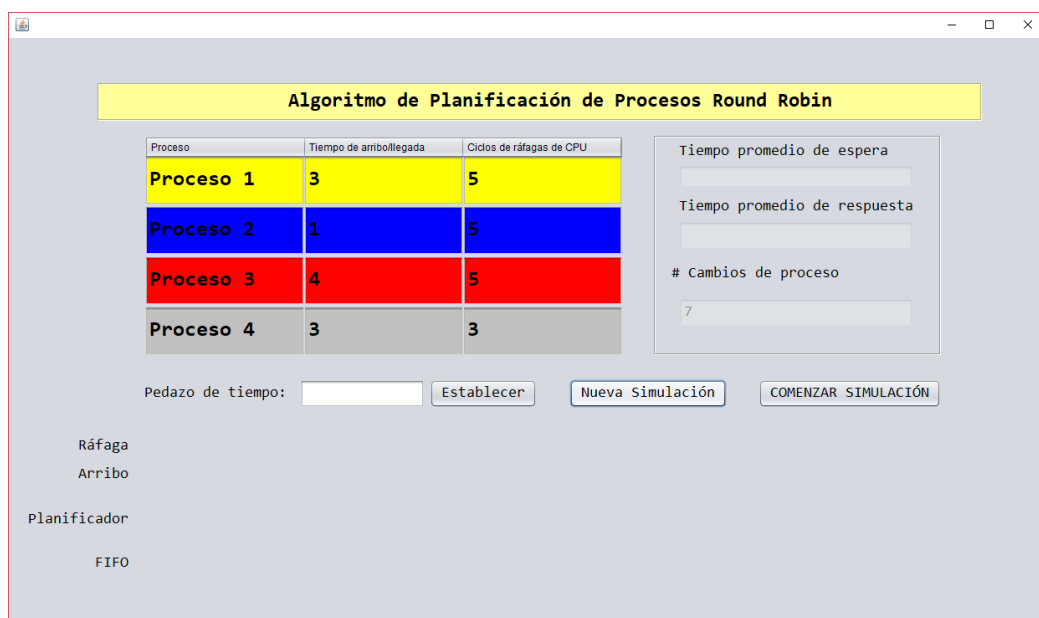 Algoritmo de Planificación de Procesos Round Robin
Proceso Tiempo de arribo/llegada Ciclos de ráfagas de CPU
Proceso 1 3 5
Proceso 2 1 5
Proceso 3 4 5
Proceso 4 3 3
Tiempo promedio de espera
Tiempo promedio de respuesta
# Cambios de proceso
7
Pedazo de tiempo: Establecer Nueva Simulación COMENZAR SIMULACIÓN
Ráfaga
Arribo
Planificador
FIFO